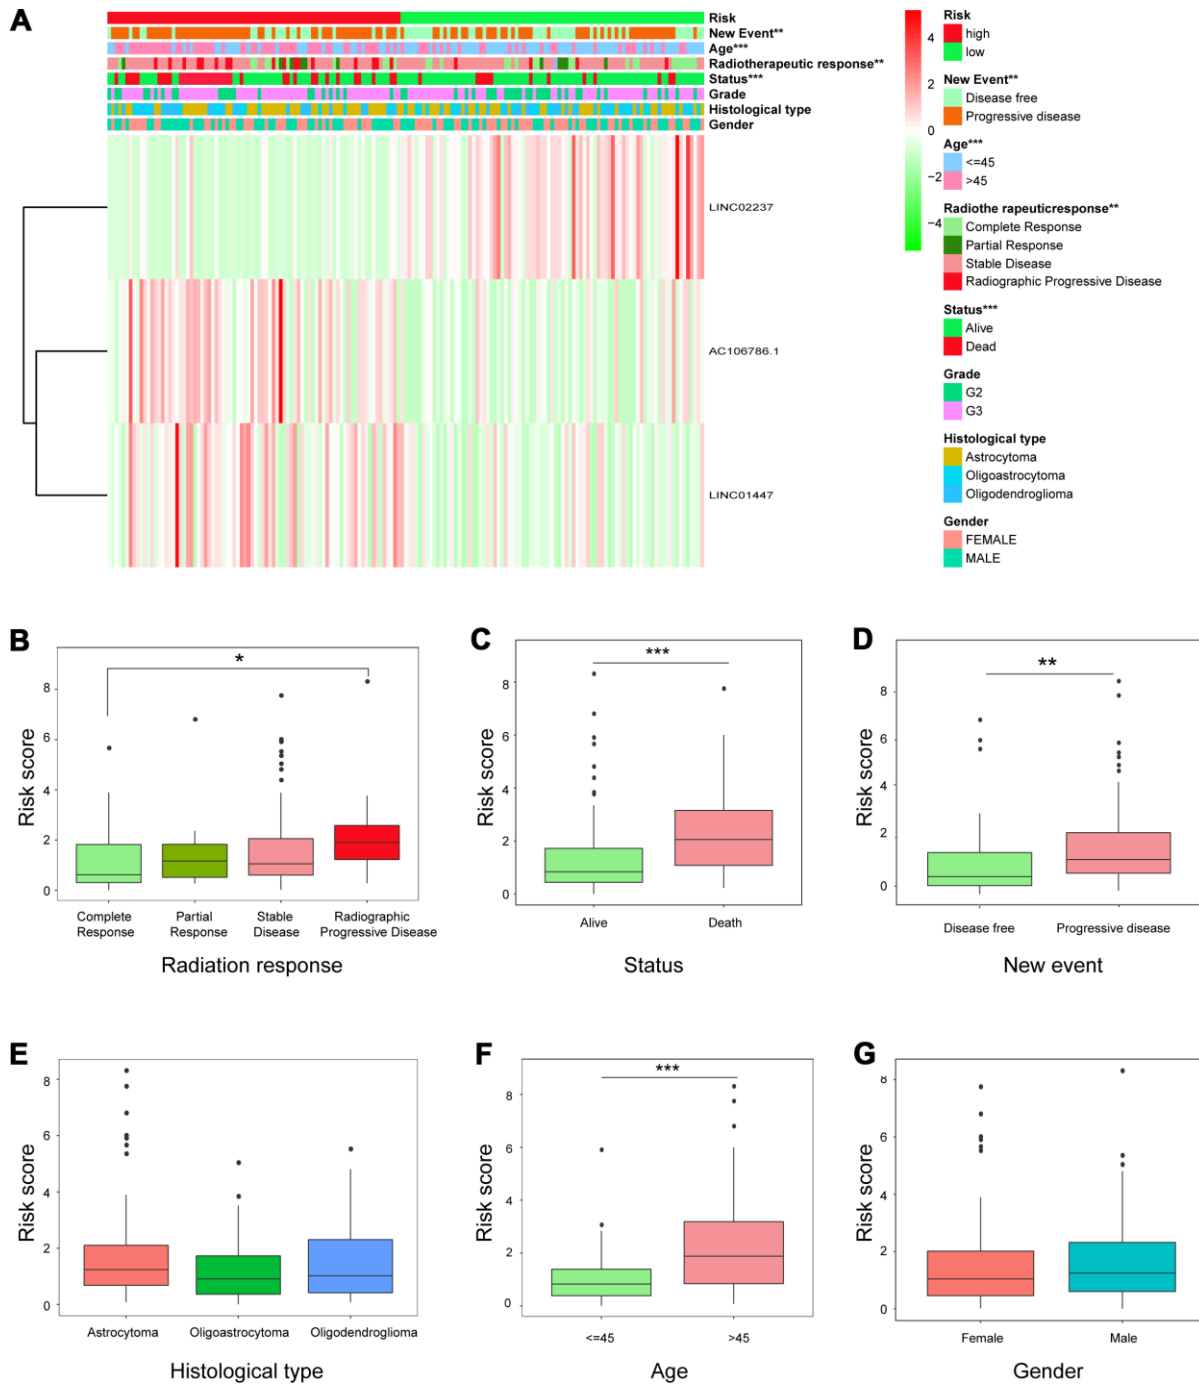 A
Risk
New Event**
Age***
Radiotherapeutic response**
Status***
Grade
Histological type
Gender
LINC02237
AC106786.1
LINC01447
4
2
0
−2
−4
Risk
high
low
New Event**
Disease free
Progressive disease
Age***
<=45
>45
Radiothe rapeuticresponse**
Complete Response
Partial Response
Stable Disease
Radiographic Progressive Disease
Status***
Alive
Dead
Grade
G2
G3
Histological type
Astrocytoma
Oligoastrocytoma
Oligodendroglioma
Gender
FEMALE
MALE
B
*
Risk score
8
6
4
2
0
Complete Response
Partial Response
Stable Disease
Radiographic Progressive Disease
Radiation response
C
***
Risk score
8
6
4
2
0
Alive
Death
Status
D
**
Risk score
8
6
4
2
0
Disease free
Progressive disease
New event
E
Risk score
8
6
4
2
0
Astrocytoma
Oligoastrocytoma
Oligodendroglioma
Histological type
F
***
Risk score
8
6
4
2
0
<=45
>45
Age
G
Risk score
8
6
4
2
0
Female
Male
Gender